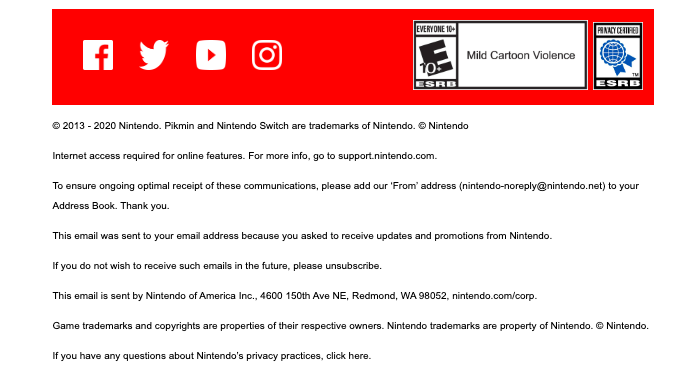 EVERYONE 10+
E
10+
ESRB
Mild Cartoon Violence
PRIVACY CERTIFIED
TM
ESRB
© 2013 - 2020 Nintendo. Pikmin and Nintendo Switch are trademarks of Nintendo. © Nintendo
Internet access required for online features. For more info, go to support.nintendo.com.
To ensure ongoing optimal receipt of these communications, please add our ‘From’ address (nintendo-noreply@nintendo.net) to your
Address Book. Thank you.
This email was sent to your email address because you asked to receive updates and promotions from Nintendo.
If you do not wish to receive such emails in the future, please unsubscribe.
This email is sent by Nintendo of America Inc., 4600 150th Ave NE, Redmond, WA 98052, nintendo.com/corp.
Game trademarks and copyrights are properties of their respective owners. Nintendo trademarks are property of Nintendo. © Nintendo.
If you have any questions about Nintendo’s privacy practices, click here.